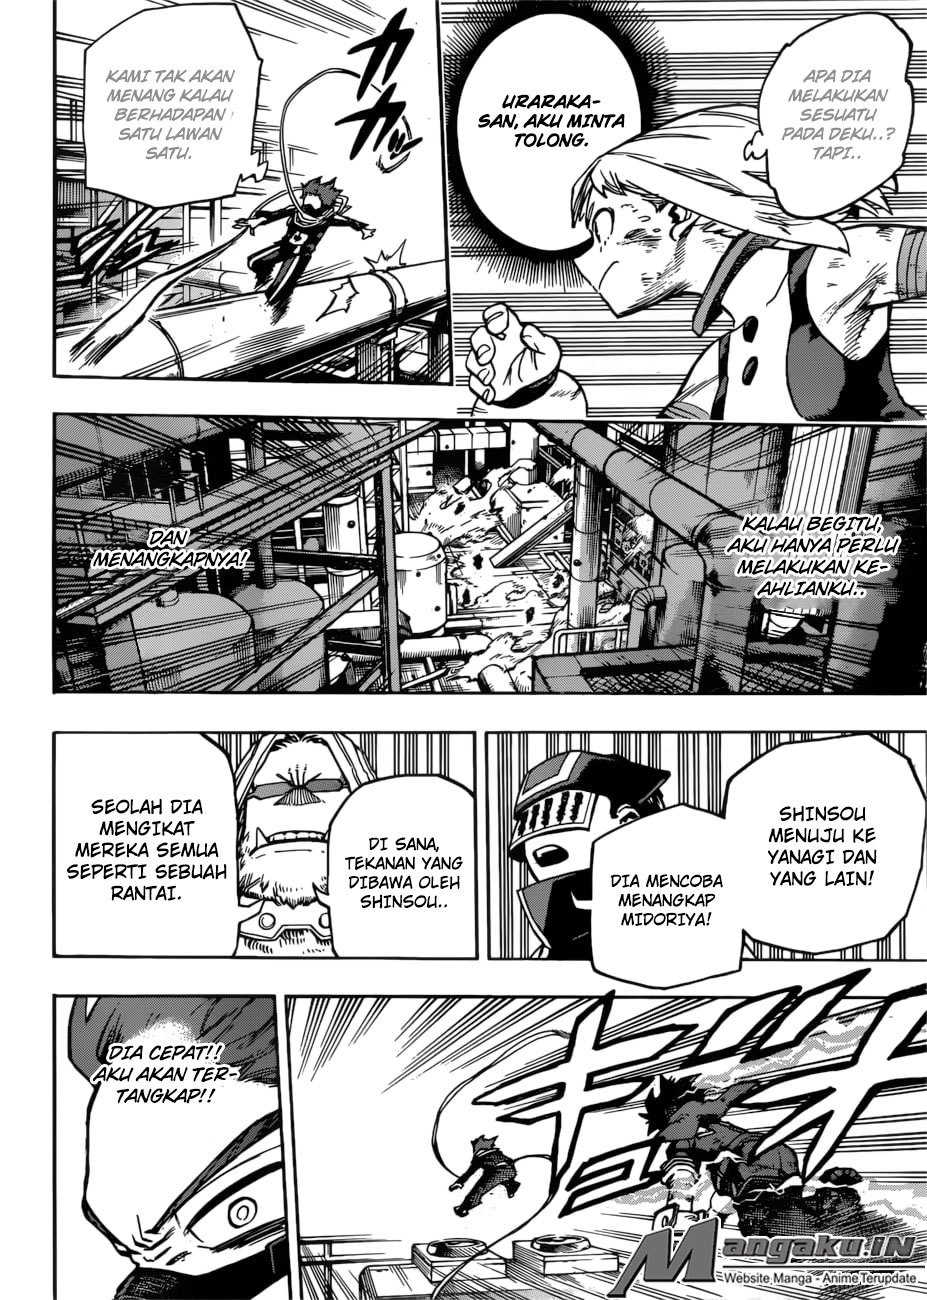 APA DIA
MELAKUKAN
SESUATU
PADA DEKU..?
TAPI..
URARAKA-
SAN, AKU MINTA
TOLONG.
KAMI TAK AKAN
MENANG KALAU
BERHADAPAN
SATU LAWAN
SATU.
KALAU BEGITU,
AKU HANYA PERLU
MELAKUKAN KE-
AHLIANKU..
DAN
MENANGKAPNYA!
SHINSOU
MENUJU KE
YANAGI DAN
YANG LAIN!
DIA MENCOBA
MENANGKAP
MIDORIYA!
DI SANA,
TEKANAN YANG
DIBAWA OLEH
SHINSOU..
SEOLAH DIA
MENGIKAT
MEREKA SEMUA
SEPERTI SEBUAH
RANTAI.
DIA CEPAT!!
AKU AKAN TER-
TANGKAP!!
Mangaku.IN
Website Manga - Anime Terupdate